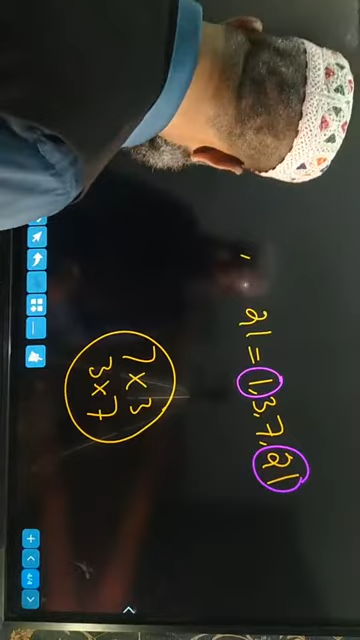 21 = 1,3,7,21
7 x 3
3 x 7